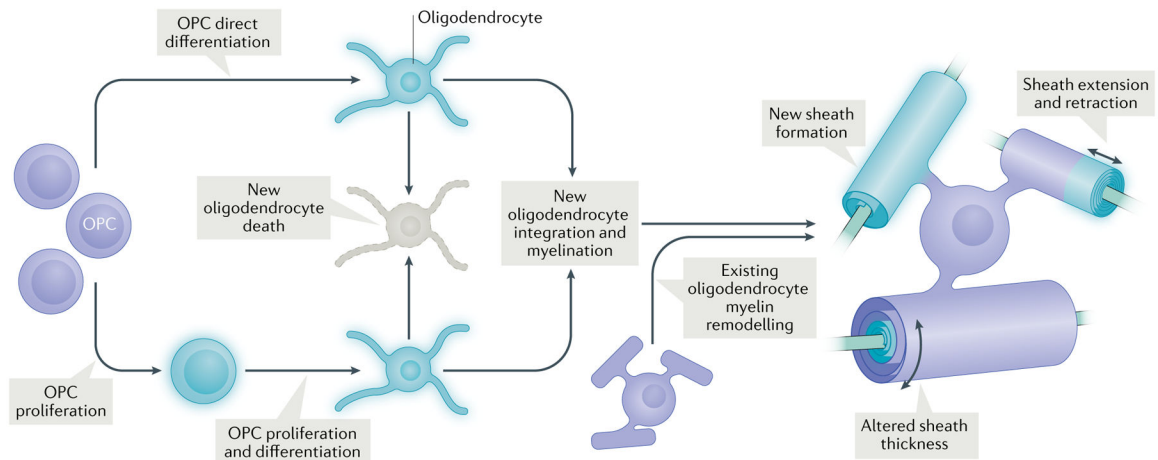 OPC direct
differentiation
Oligodendrocyte
OPC
New
oligodendrocyte
death
OPC
proliferation
OPC proliferation
and differentiation
New
oligodendrocyte
integration and
myelination
Existing
oligodendrocyte
myelin
remodelling
New sheath
formation
Sheath extension
and retraction
Altered sheath
thickness